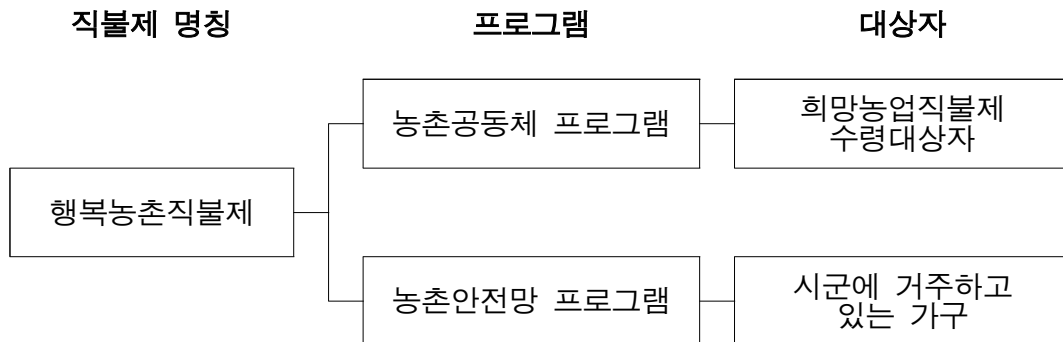 직불제 명칭 프로그램 대상자
농촌공동체 프로그램
희망농업직불제
수령대상자
행복농촌직불제
농촌안전망 프로그램
시군에 거주하고
있는 가구